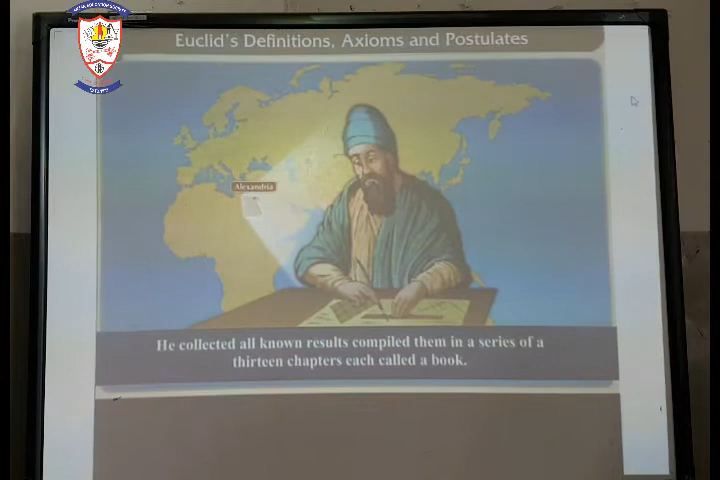 Euclid's Definitions, Axioms and Postulates
Alexandria
He collected all known results compiled them in a series of a
thirteen chapters each called a book.